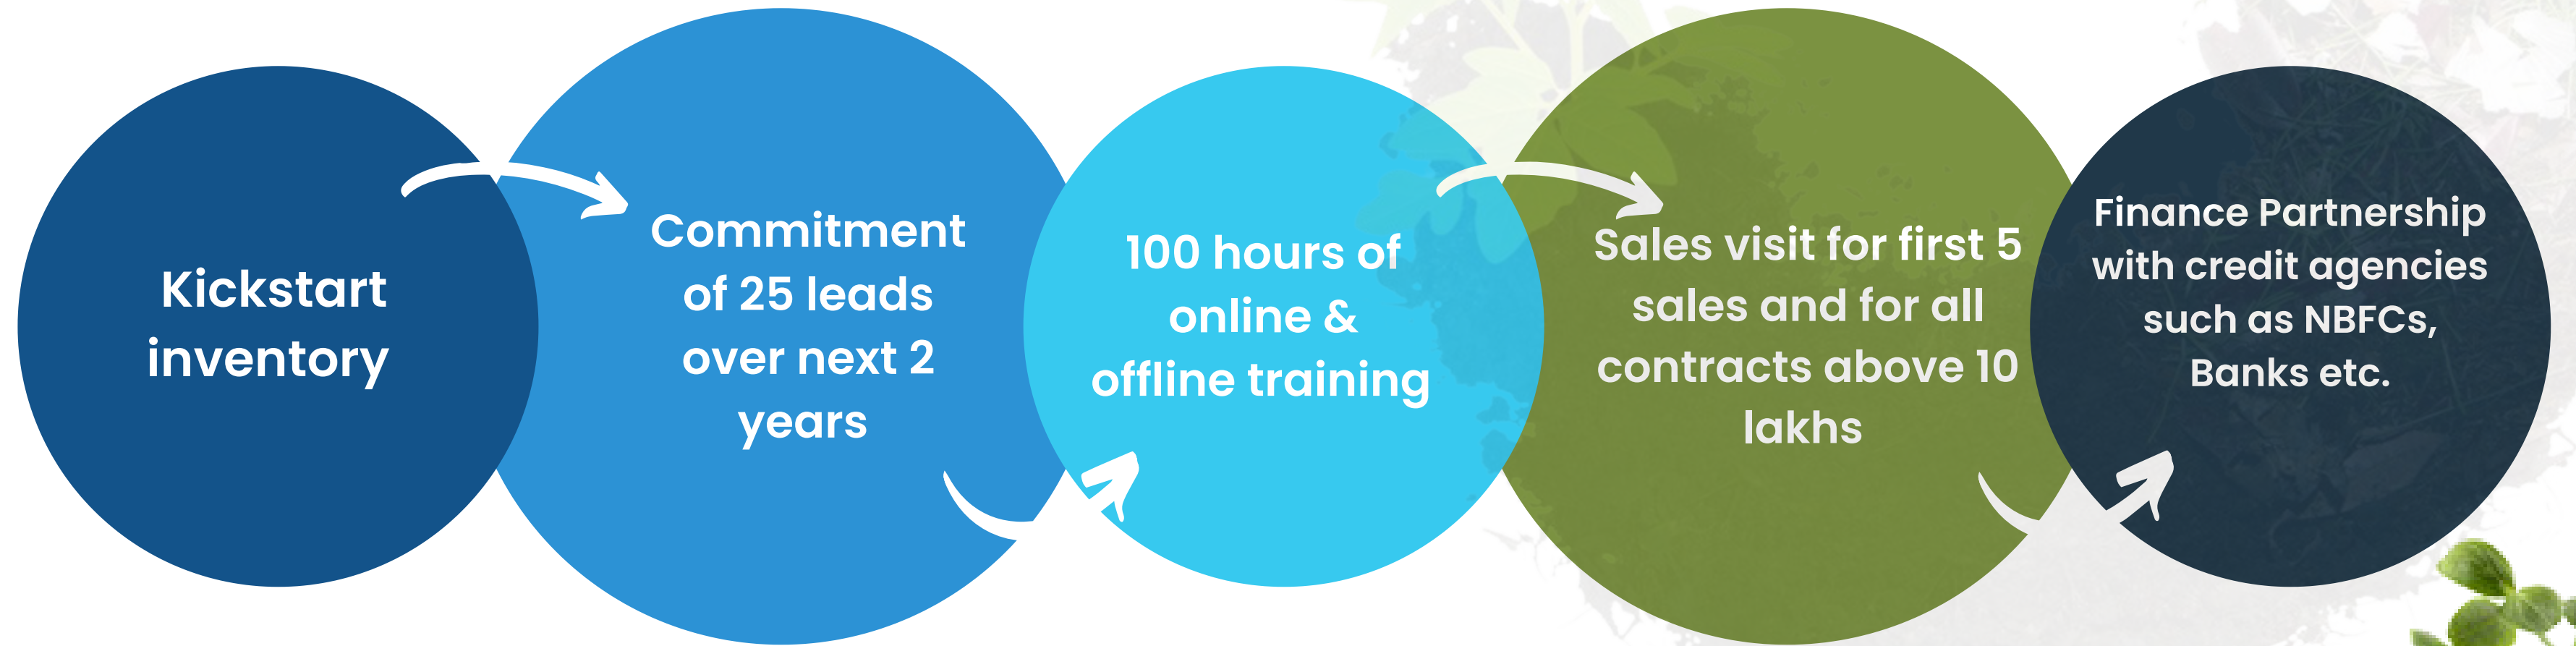 Kickstart
inventory
Commitment
of 25 leads
over next 2
years
100 hours of
online &
offline training
Sales visit for first 5
sales and for all
contracts above 10
lakhs
Finance Partnership
with credit agencies
such as NBFCs,
Banks etc.